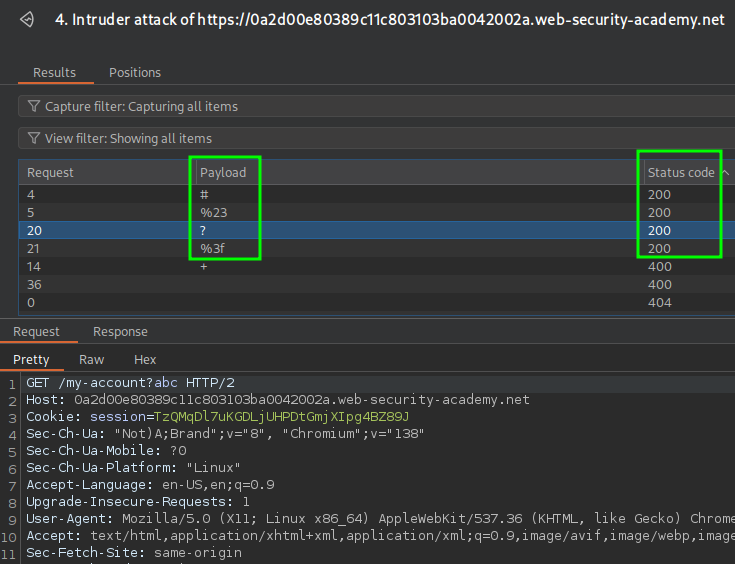 4. Intruder attack of https://0a2d00e80389c11c803103ba0042002a.web-security-academy.net
Results Positions
Capture filter: Capturing all items
View filter: Showing all items
Request Payload Status code
4 # 200
5 %23 200
20 ? 200
21 %3f 200
14 + 400
36 400
0 404
Request Response
Pretty Raw Hex
1 GET /my-account?abc HTTP/2
2 Host: 0a2d00e80389c11c803103ba0042002a.web-security-academy.net
3 Cookie: session=TzQMqDl7uKGDLjUHPDtGmjXIpg4BZ89J
4 Sec-Ch-Ua: "Not)A;Brand";v="8", "Chromium";v="138"
5 Sec-Ch-Ua-Mobile: ?0
6 Sec-Ch-Ua-Platform: "Linux"
7 Accept-Language: en-US,en;q=0.9
8 Upgrade-Insecure-Requests: 1
9 User-Agent: Mozilla/5.0 (X11; Linux x86_64) AppleWebKit/537.36 (KHTML, like Gecko) Chrome
10 Accept: text/html,application/xhtml+xml,application/xml;q=0.9,image/avif,image/webp,imag
11 Sec-Fetch-Site: same-origin